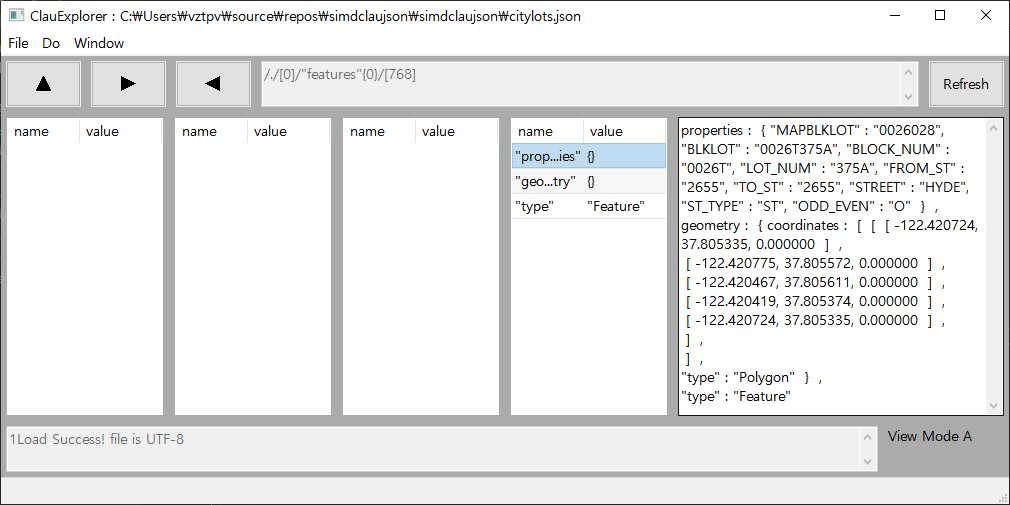 ClauExplorer : C:₩Users₩vztpv₩source₩repos₩simdclaujson₩simdclaujson₩citylots.json
File Do Window
▲ ▶ ◀ /./[0]/"features"{0}/[768] Refresh
name value name value name value name value
"prop...ies" {}
"geo...try" {}
"type" "Feature"
properties : { "MAPBLKLOT" : "0026028",
"BLKLOT" : "0026T375A", "BLOCK_NUM" :
"0026T", "LOT_NUM" : "375A", "FROM_ST" :
"2655", "TO_ST" : "2655", "STREET" : "HYDE",
"ST_TYPE" : "ST", "ODD_EVEN" : "O" } ,
geometry : { coordinates : [ [ [ -122.420724,
37.805335, 0.000000 ] ,
[ -122.420775, 37.805572, 0.000000 ] ,
[ -122.420467, 37.805611, 0.000000 ] ,
[ -122.420419, 37.805374, 0.000000 ] ,
[ -122.420724, 37.805335, 0.000000 ] ,
] ,
] ,
"type" : "Polygon" } ,
"type" : "Feature"
1Load Success! file is UTF-8
View Mode A